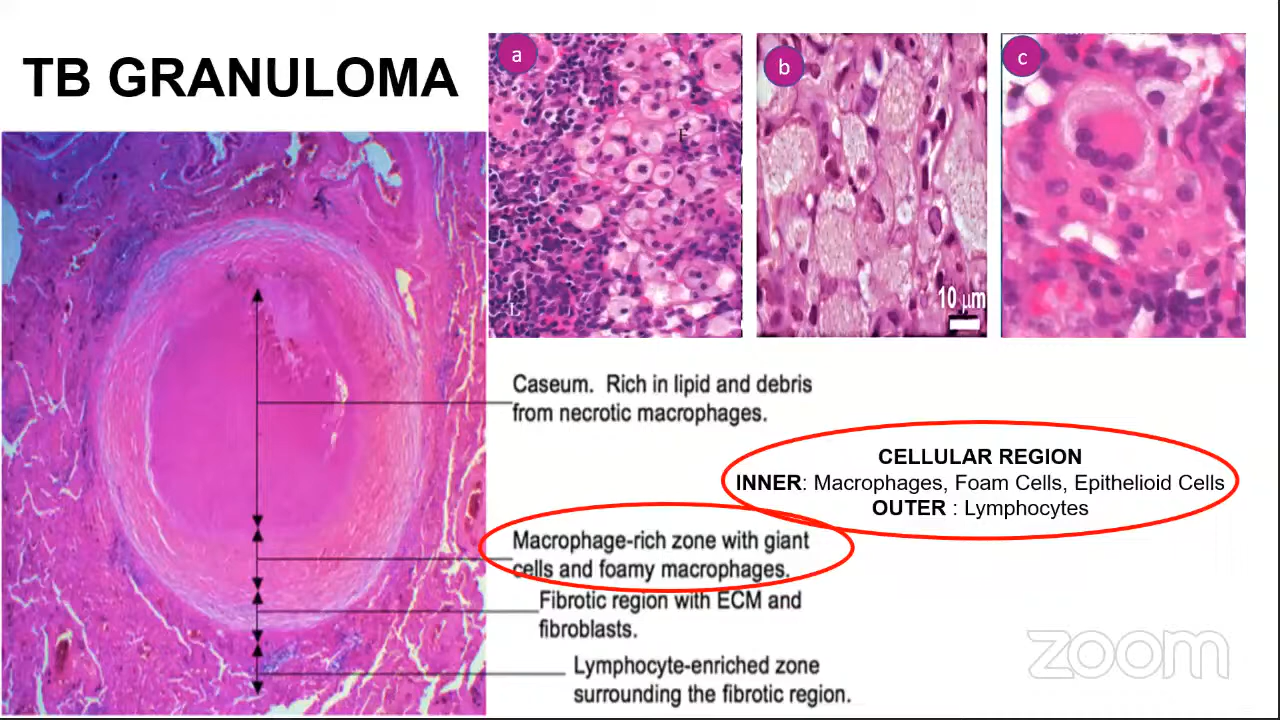 TB GRANULOMA
a
b
c
F
L
10 μm
Caseum. Rich in lipid and debris
from necrotic macrophages.
CELLULAR REGION
INNER: Macrophages, Foam Cells, Epithelioid Cells
OUTER : Lymphocytes
Macrophage-rich zone with giant
cells and foamy macrophages.
Fibrotic region with ECM and
fibroblasts.
Lymphocyte-enriched zone
surrounding the fibrotic region.
zoom